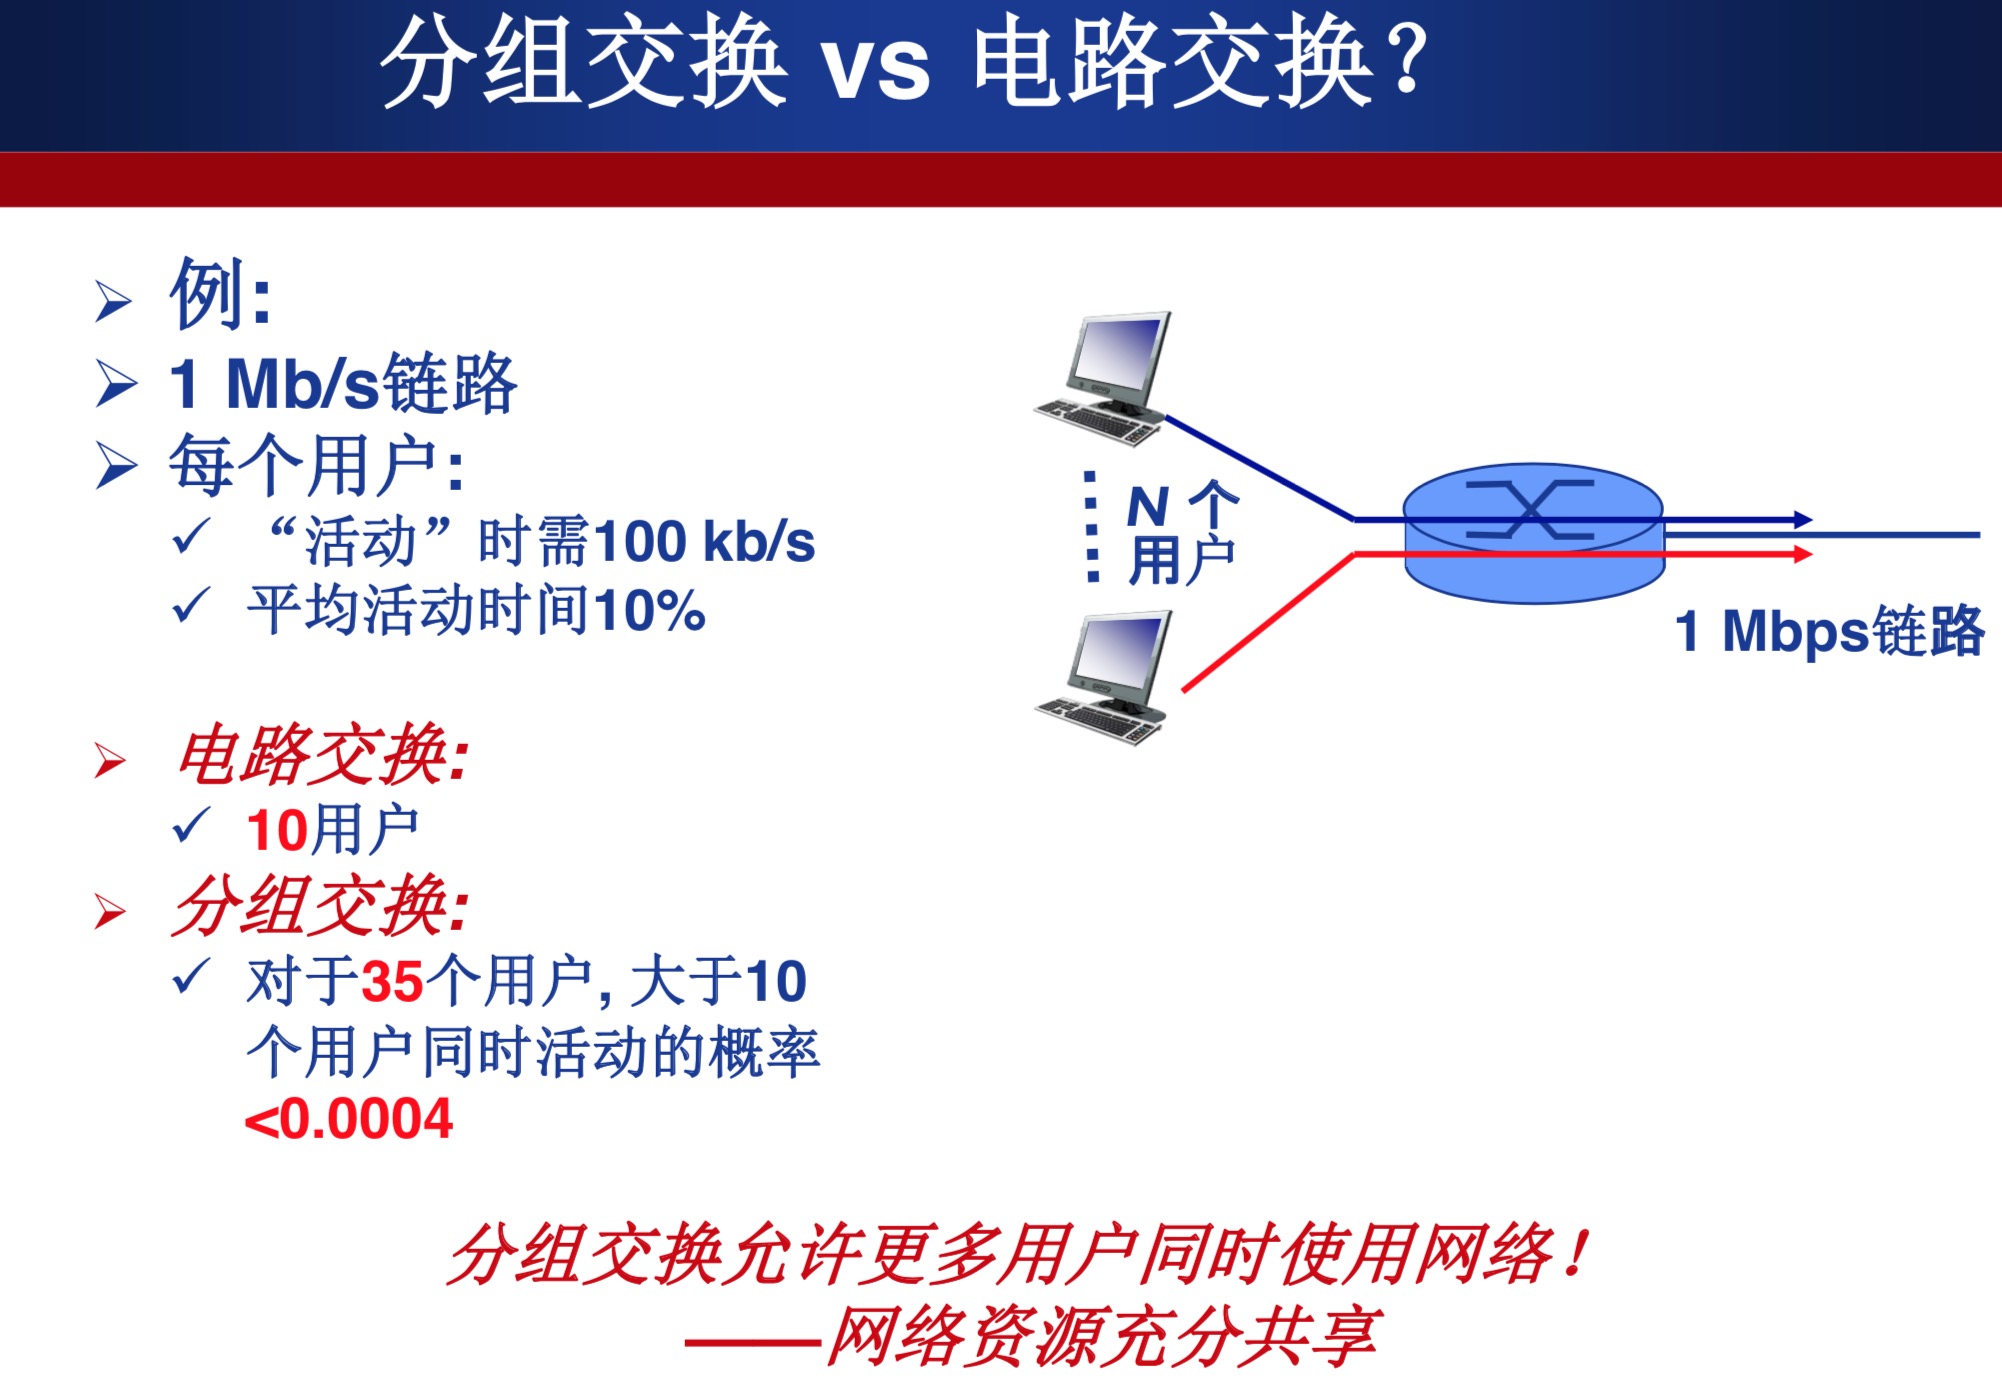 分组交换 vs 电路交换？
例:
1 Mb/s链路
每个用户:
“活动”时需100 kb/s
平均活动时间10%
N 个
用户
1 Mbps链路
电路交换:
10用户
分组交换:
对于35个用户, 大于10
个用户同时活动的概率
<0.0004
分组交换允许更多用户同时使用网络！
——网络资源充分共享